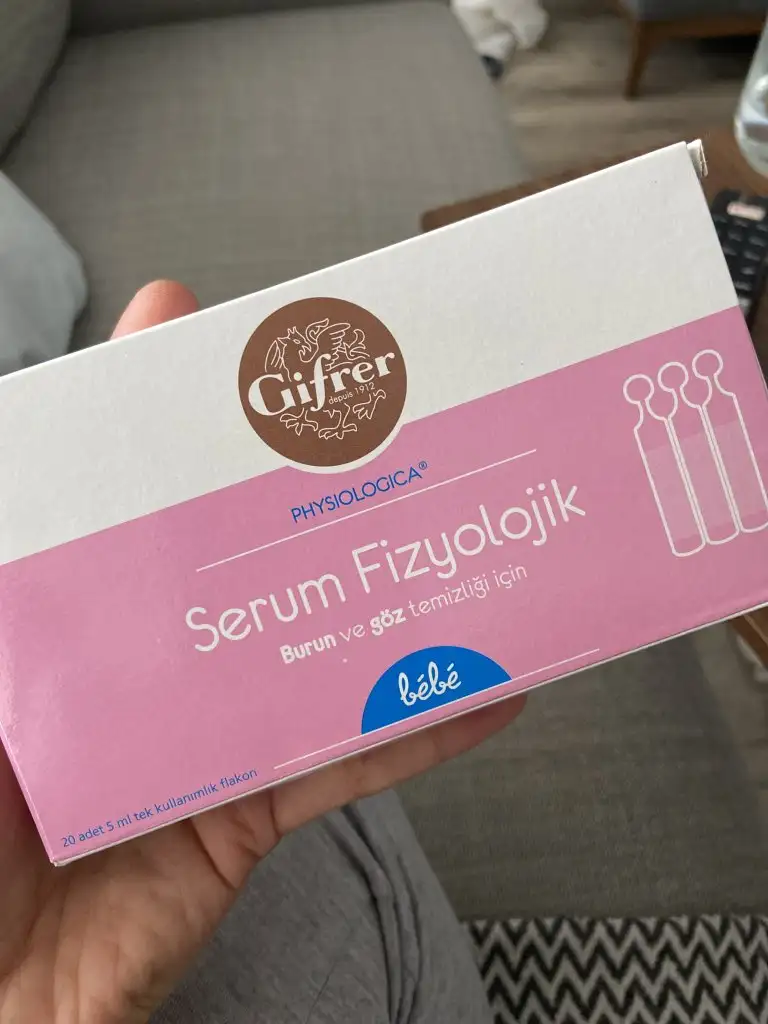 Gifrer
depuis 1912
PHYSIOLOGICA®
Serum Fizyolojik
Burun ve göz temizliği için
bébé
20 adet 5 ml tek kullanımlık flakon